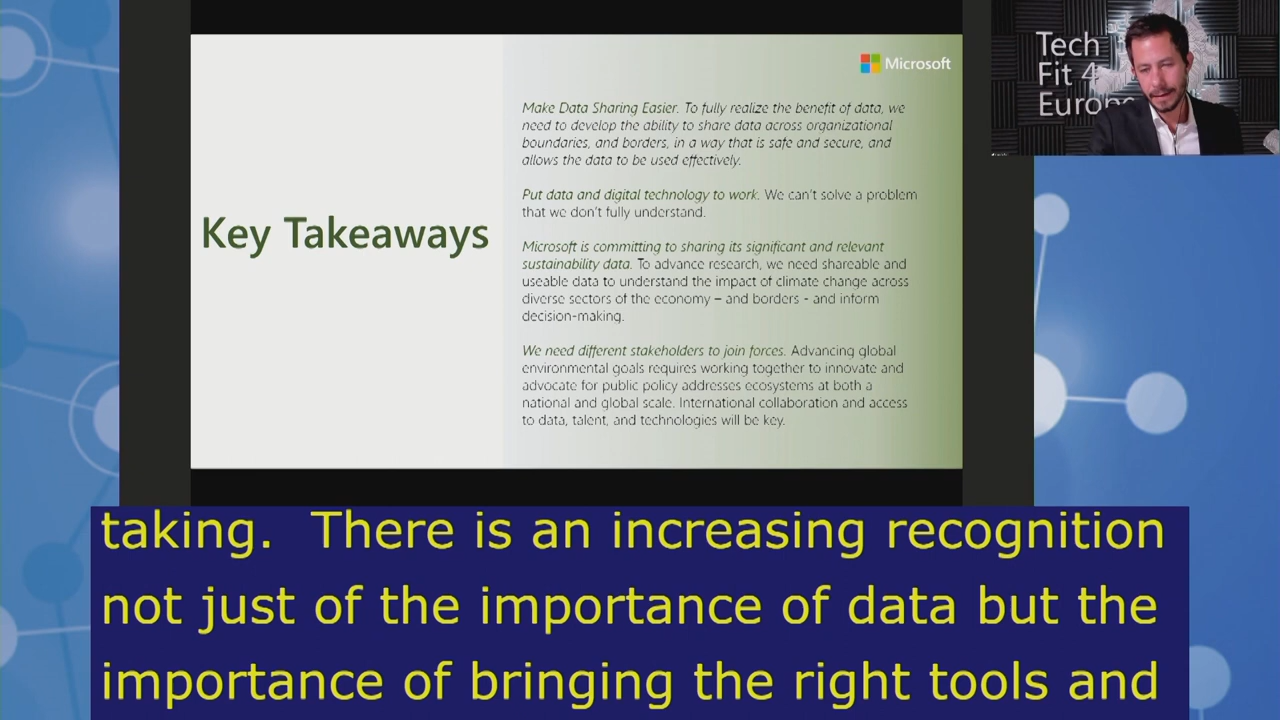 Microsoft
Tech
Fit 4
Europe
Key Takeaways
Make Data Sharing Easier. To fully realize the benefit of data, we
need to develop the ability to share data across organizational
boundaries, and borders, in a way that is safe and secure, and
allows the data to be used effectively.
Put data and digital technology to work. We can't solve a problem
that we don't fully understand.
Microsoft is committing to sharing its significant and relevant
sustainability data. To advance research, we need shareable and
useable data to understand the impact of climate change across
diverse sectors of the economy – and borders - and inform
decision-making.
We need different stakeholders to join forces. Advancing global
environmental goals requires working together to innovate and
advocate for public policy addresses ecosystems at both a
national and global scale. International collaboration and access
to data, talent, and technologies will be key.
taking.  There is an increasing recognition
not just of the importance of data but the
importance of bringing the right tools and